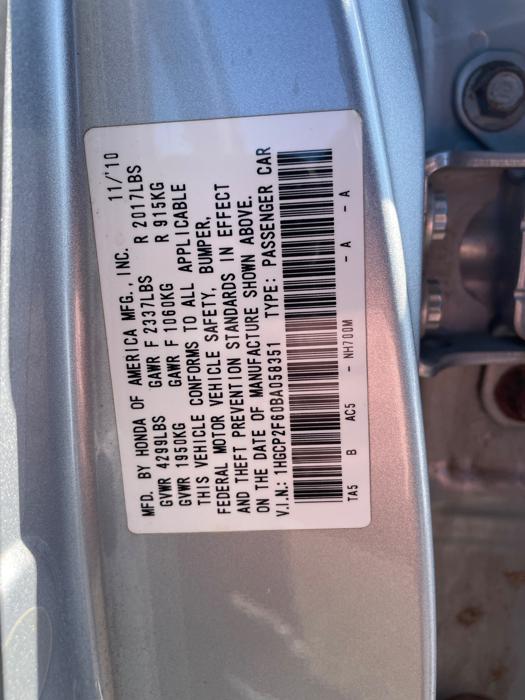 MFD. BY HONDA OF AMERICA MFG., INC. 11/'10
GVWR 4299LBS GAWR F 2337LBS R 2017LBS
GVWR 1950KG GAWR F 1060KG R 915KG
THIS VEHICLE CONFORMS TO ALL APPLICABLE
FEDERAL MOTOR VEHICLE SAFETY, BUMPER,
AND THEFT PREVENTION STANDARDS IN EFFECT
ON THE DATE OF MANUFACTURE SHOWN ABOVE.
V.I.N.: 1HGCP2F60BA058351 TYPE: PASSENGER CAR
TA5 B AC5 - NH700M - A - A